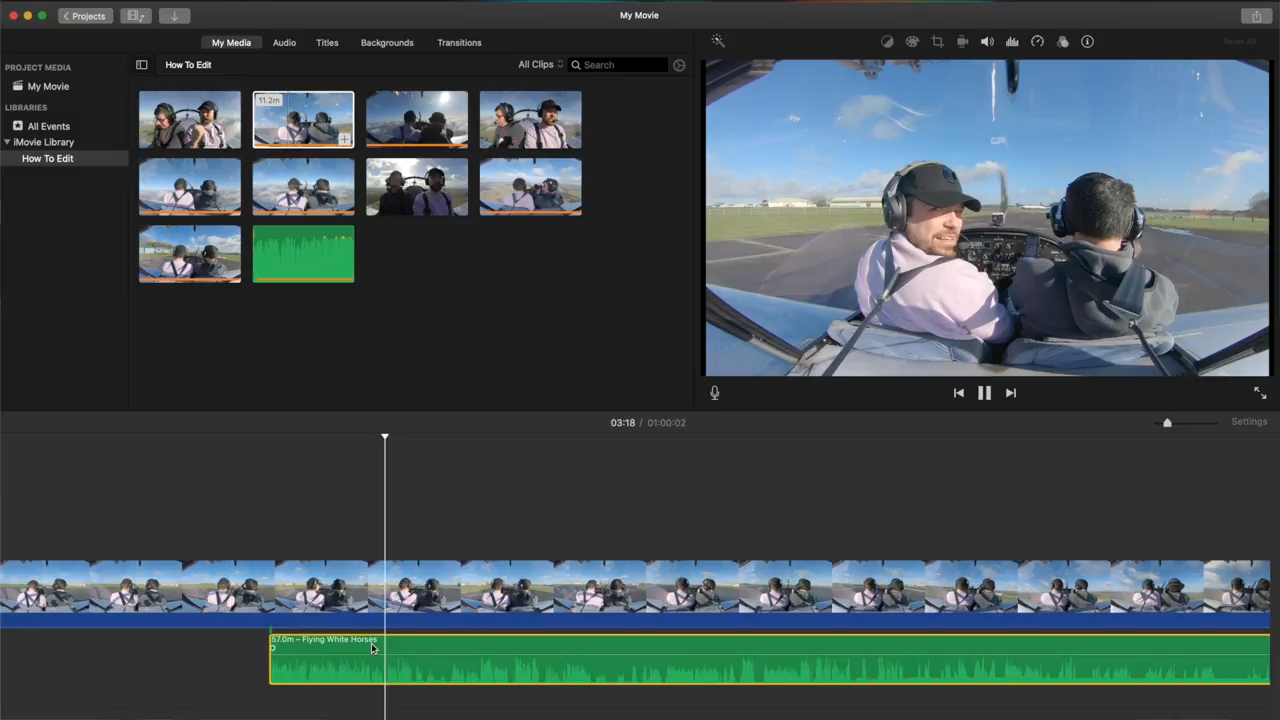 Projects
My Movie
My Media
Audio
Titles
Backgrounds
Transitions
Reset All
PROJECT MEDIA
My Movie
LIBRARIES
All Events
iMovie Library
How To Edit
How To Edit
All Clips
Search
11.2m
03:18 / 01:00:02
Settings
57.0m – Flying White Horses